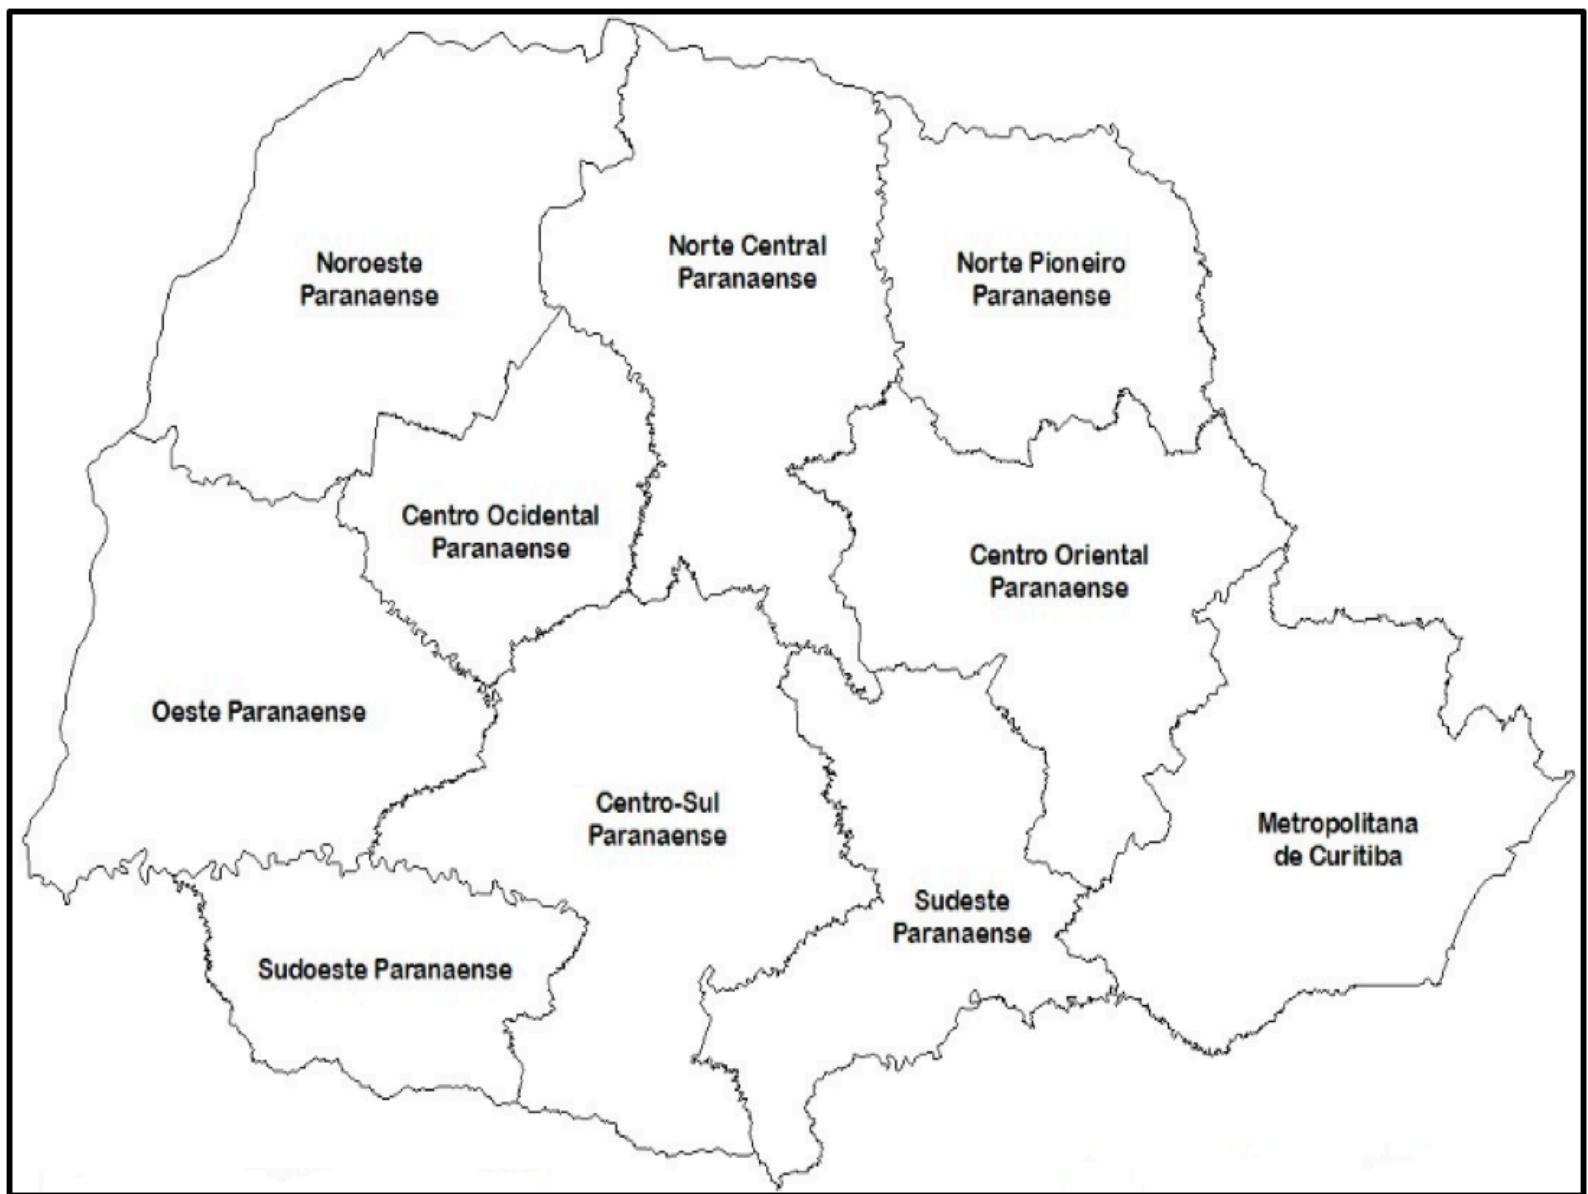 Noroeste
Paranaense
Norte Central
Paranaense
Norte Pioneiro
Paranaense
Centro Ocidental
Paranaense
Centro Oriental
Paranaense
Oeste Paranaense
Centro-Sul
Paranaense
Metropolitana
de Curitiba
Sudeste
Paranaense
Sudoeste Paranaense